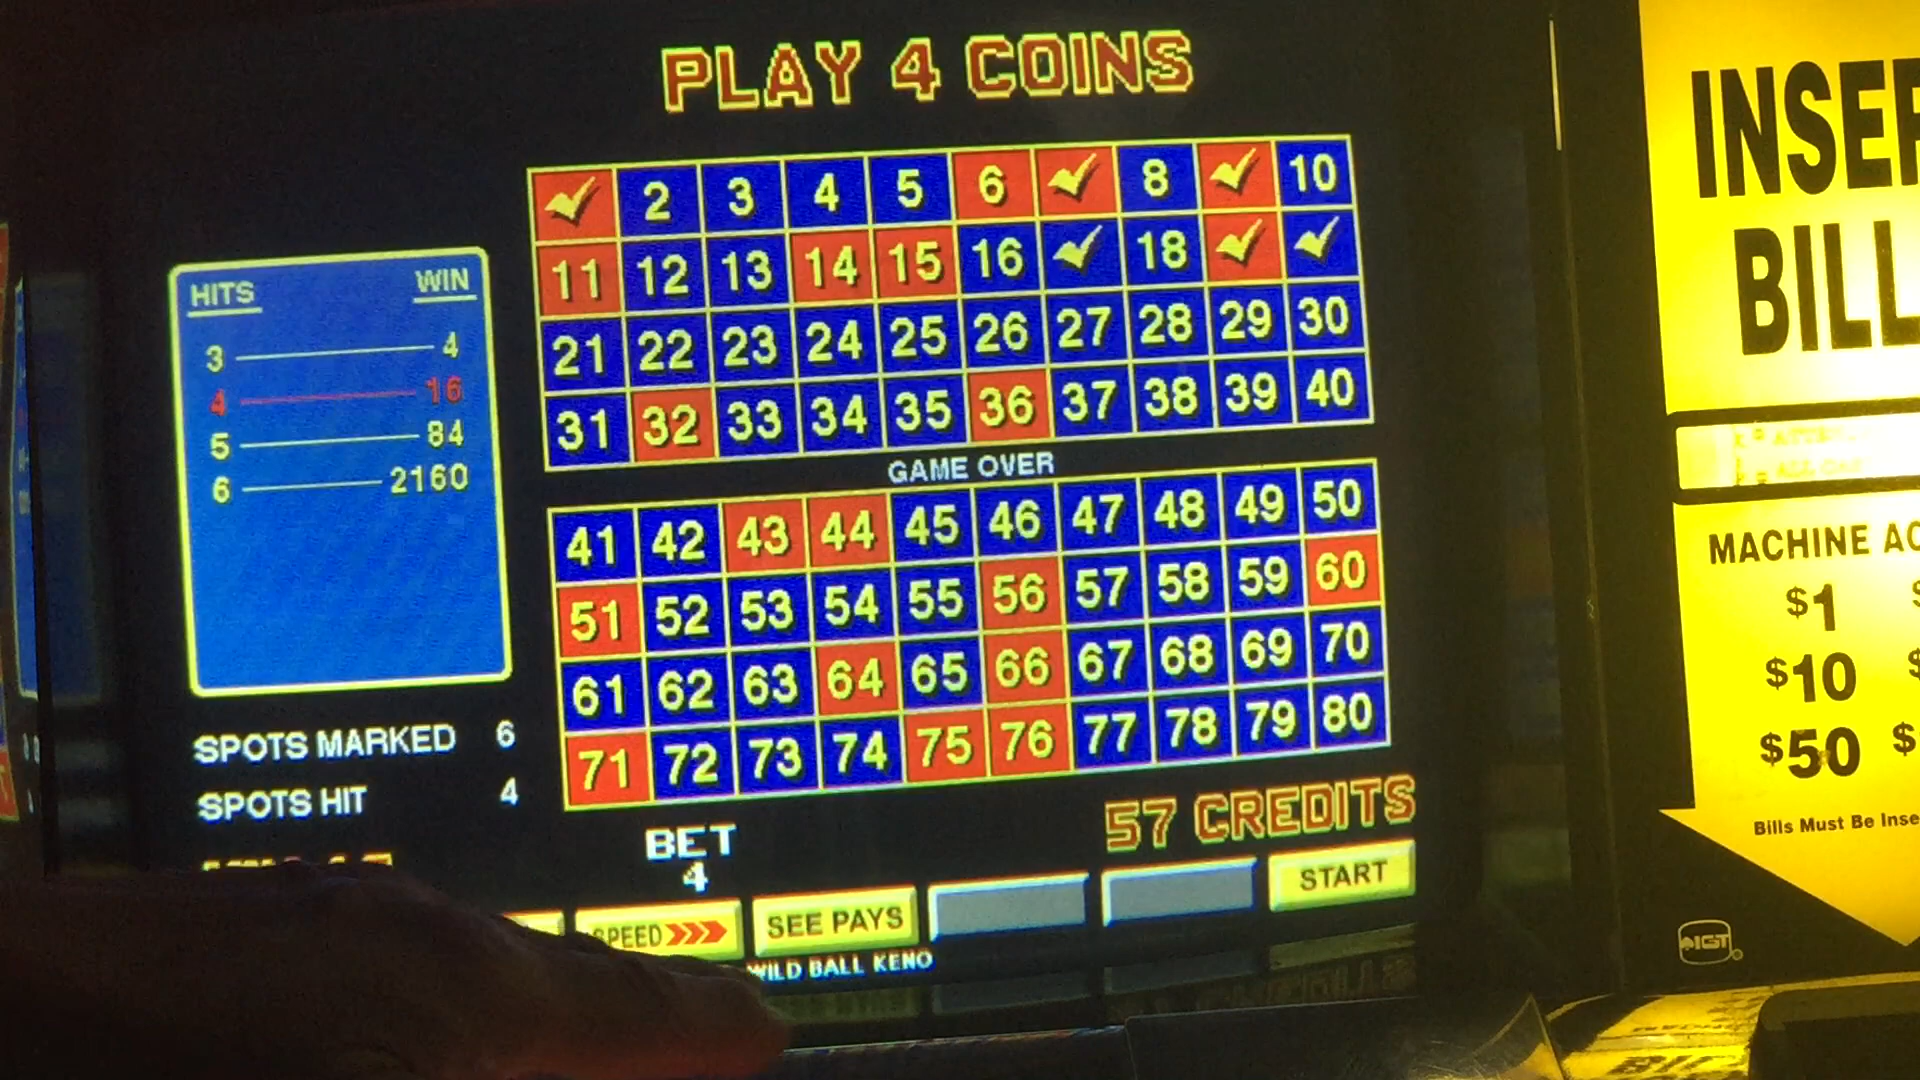 PLAY 4 COINS
HITS WIN
3 4
4 16
5 84
6 2160
2 3 4 5 6 8 10
11 12 13 14 15 16 18
21 22 23 24 25 26 27 28 29 30
31 32 33 34 35 36 37 38 39 40
GAME OVER
41 42 43 44 45 46 47 48 49 50
51 52 53 54 55 56 57 58 59 60
61 62 63 64 65 66 67 68 69 70
71 72 73 74 75 76 77 78 79 80
SPOTS MARKED 6
SPOTS HIT 4
BET
4
57 CREDITS
SPEED
SEE PAYS
START
WILD BALL KENO
INSER
BILL
MACHINE AC
$1 $
$10 $
$50 $
Bills Must Be Inse
IGT